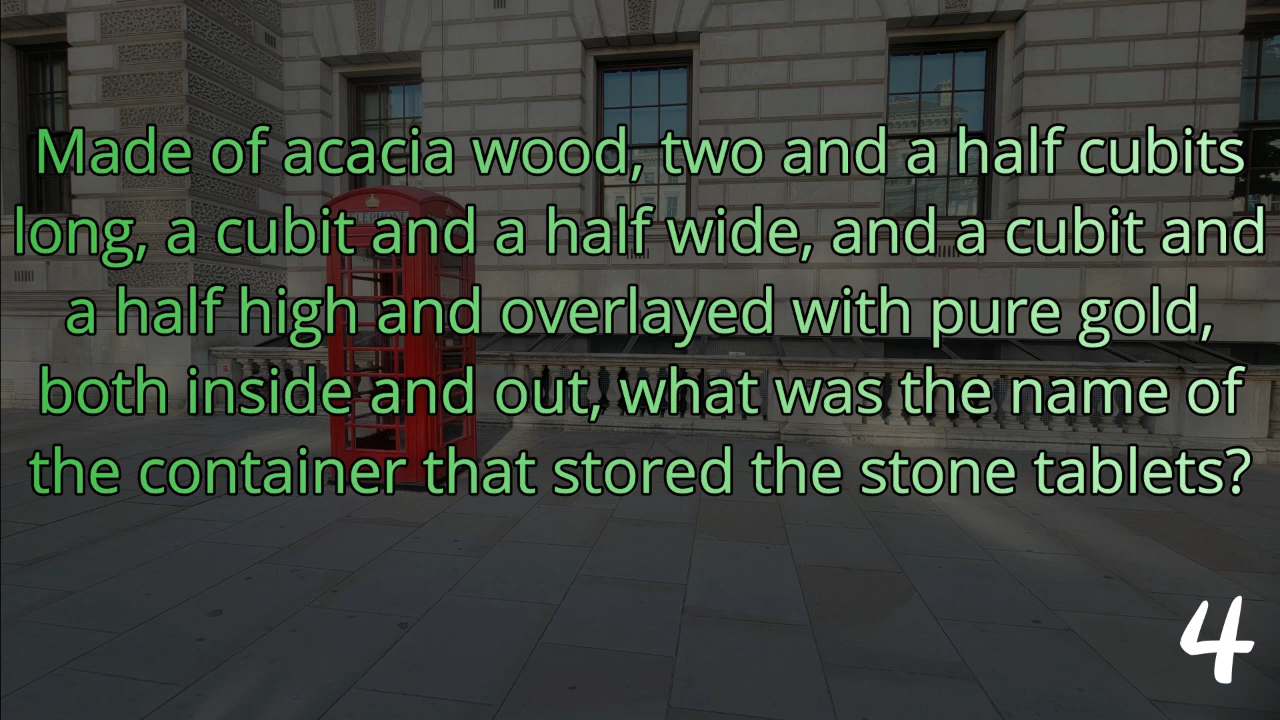 Made of acacia wood, two and a half cubits
long, a cubit and a half wide, and a cubit and
a half high and overlayed with pure gold,
both inside and out, what was the name of
the container that stored the stone tablets?
4
TELEPHONE